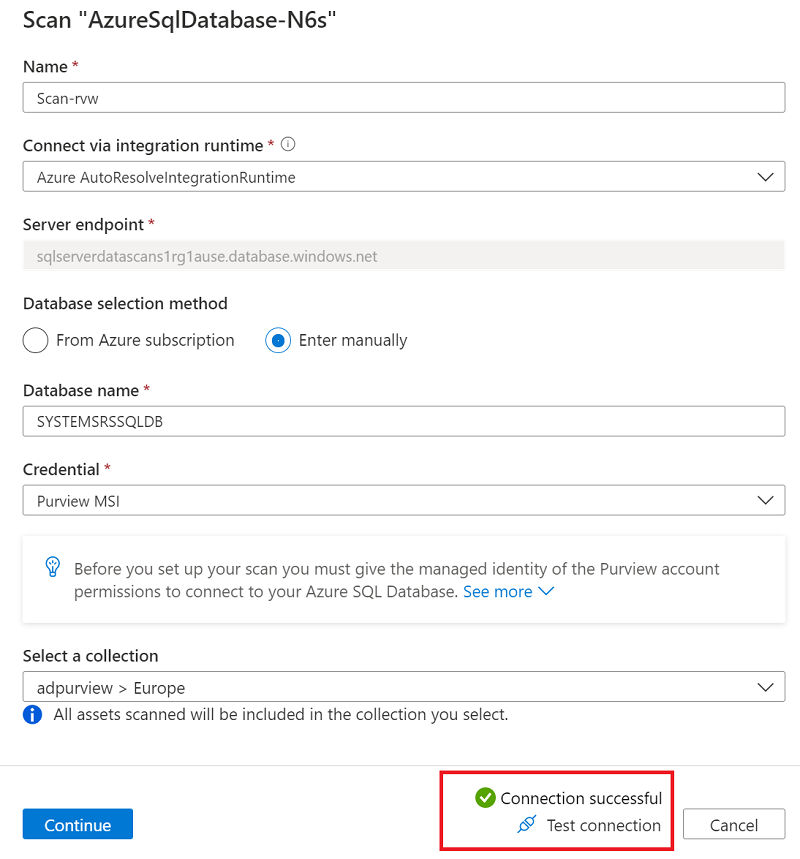 Scan "AzureSqlDatabase-N6s"
Name *
Scan-rvw
Connect via integration runtime *
Azure AutoResolveIntegrationRuntime
Server endpoint *
sqlserverdatascans1rg1ause.database.windows.net
Database selection method
From Azure subscription Enter manually
Database name *
SYSTEMSRSSQLDB
Credential *
Purview MSI
Before you set up your scan you must give the managed identity of the Purview account
permissions to connect to your Azure SQL Database. See more
Select a collection
adpurview > Europe
All assets scanned will be included in the collection you select.
Connection successful
Continue Test connection Cancel